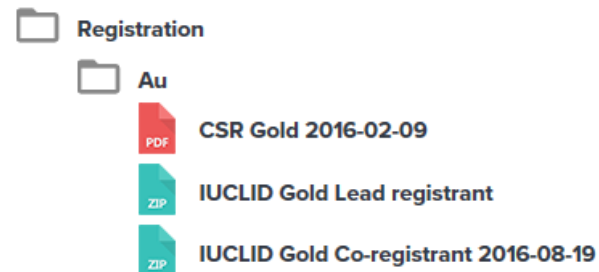 Registration
Au
PDF CSR Gold 2016-02-09
ZIP IUCLID Gold Lead registrant
ZIP IUCLID Gold Co-registrant 2016-08-19